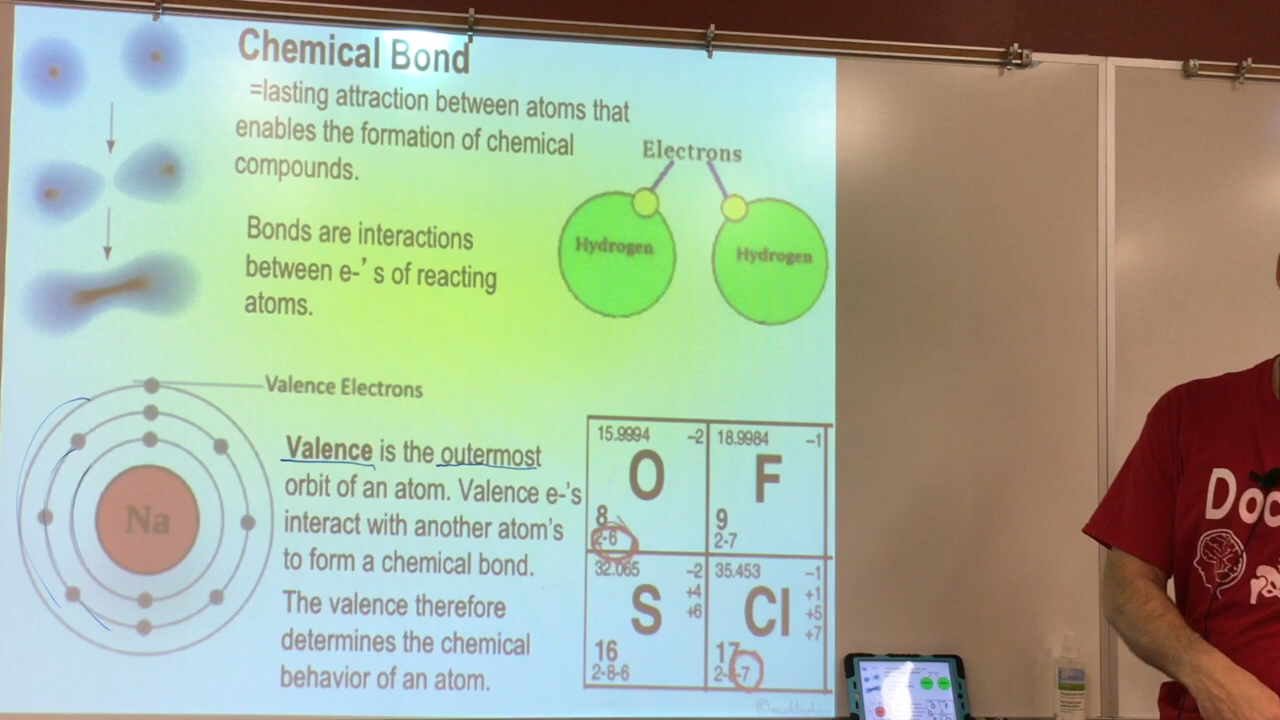 Chemical Bond
=lasting attraction between atoms that
enables the formation of chemical
compounds.
Electrons
Hydrogen
Hydrogen
Bonds are interactions
between e-’ s of reacting
atoms.
Valence Electrons
Na
Valence is the outermost
orbit of an atom. Valence e-'s
interact with another atom's
to form a chemical bond.
The valence therefore
determines the chemical
behavior of an atom.
15.9994 –2
O
8
2-6
18.9984 –1
F
9
2-7
32.065 –2
+4
+6
S
16
2-8-6
35.453 –1
+1
+5
+7
Cl
17
Doc